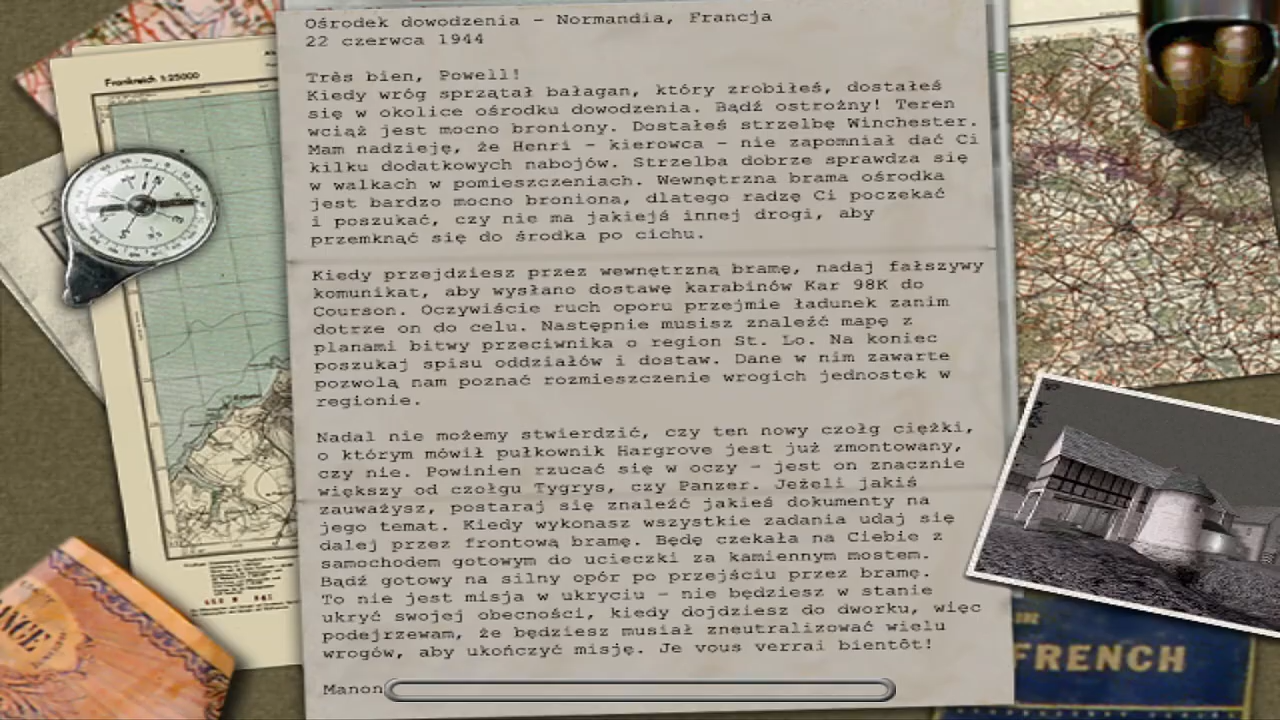 Ośrodek dowodzenia - Normandia, Francja
22 czerwca 1944
Três bien, Powell!
Kiedy wróg sprzątał bałagan, który zrobiłeś, dostałeś
się w okolice ośrodku dowodzenia. Bądź ostrożny! Teren
wciąż jest mocno broniony. Dostałeś strzelbę Winchester.
Mam nadzieję, że Henri - kierowca - nie zapomniał dać Ci
kilku dodatkowych nabojów. Strzelba dobrze sprawdza się
w walkach w pomieszczeniach. Wewnętrzna brama ośrodka
jest bardzo mocno broniona, dlatego radzę Ci poczekać
i poszukać, czy nie ma jakiejś innej drogi, aby
przemknąć się do środka po cichu.
Kiedy przejdziesz przez wewnętrzną bramę, nadaj fałszywy
komunikat, aby wysłano dostawę karabinów Kar 98K do
Courson. Oczywiście ruch oporu przejmie ładunek zanim
dotrze on do celu. Następnie musisz znaleźć mapę z
planami bitwy przeciwnika o region St. Lo. Na koniec
poszukaj spisu oddziałów i dostaw. Dane w nim zawarte
pozwolą nam poznać rozmieszczenie wrogich jednostek w
regionie.
Nadal nie możemy stwierdzić, czy ten nowy czołg ciężki,
o którym mówił pułkownik Hargrove jest już zmontowany,
czy nie. Powinien rzucać się w oczy - jest on znacznie
większy od czołgu Tygrys, czy Panzer. Jeżeli jakiś
zauważysz, postaraj się znaleźć jakieś dokumenty na
jego temat. Kiedy wykonasz wszystkie zadania udaj się
dalej przez frontową bramę. Będę czekała na Ciebie z
samochodem gotowym do ucieczki za kamiennym mostem.
Bądź gotowy na silny opór po przejściu przez bramę.
To nie jest misja w ukryciu - nie będziesz w stanie
ukryć swojej obecności, kiedy dojdziesz do dworku, więc
podejrzewam, że będziesz musiał zneutralizować wielu
wrogów, aby ukończyć misję. Je vous verrai bientôt!
Manon
Frankreich 1:25000
FRENCH